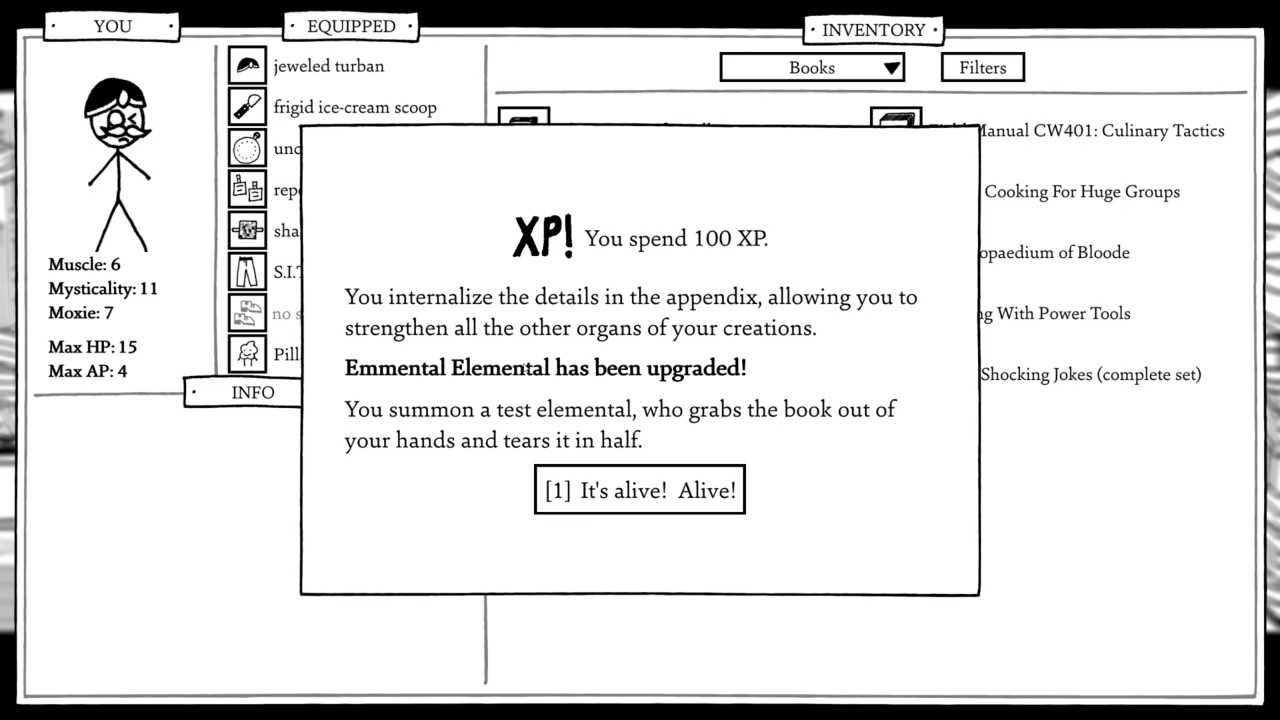 YOU
EQUIPPED
INVENTORY
jeweled turban
Books
Filters
frigid ice-cream scoop
Manual CW401: Culinary Tactics
Cooking For Huge Groups
XP! You spend 100 XP.
of Bloode
Muscle: 6
Mysticality: 11
Moxie: 7
You internalize the details in the appendix, allowing you to
strengthen all the other organs of your creations.
With Power Tools
Max HP: 15
Max AP: 4
Emmental Elemental has been upgraded!
Shocking Jokes (complete set)
INFO
You summon a test elemental, who grabs the book out of
your hands and tears it in half.
[1] It's alive! Alive!